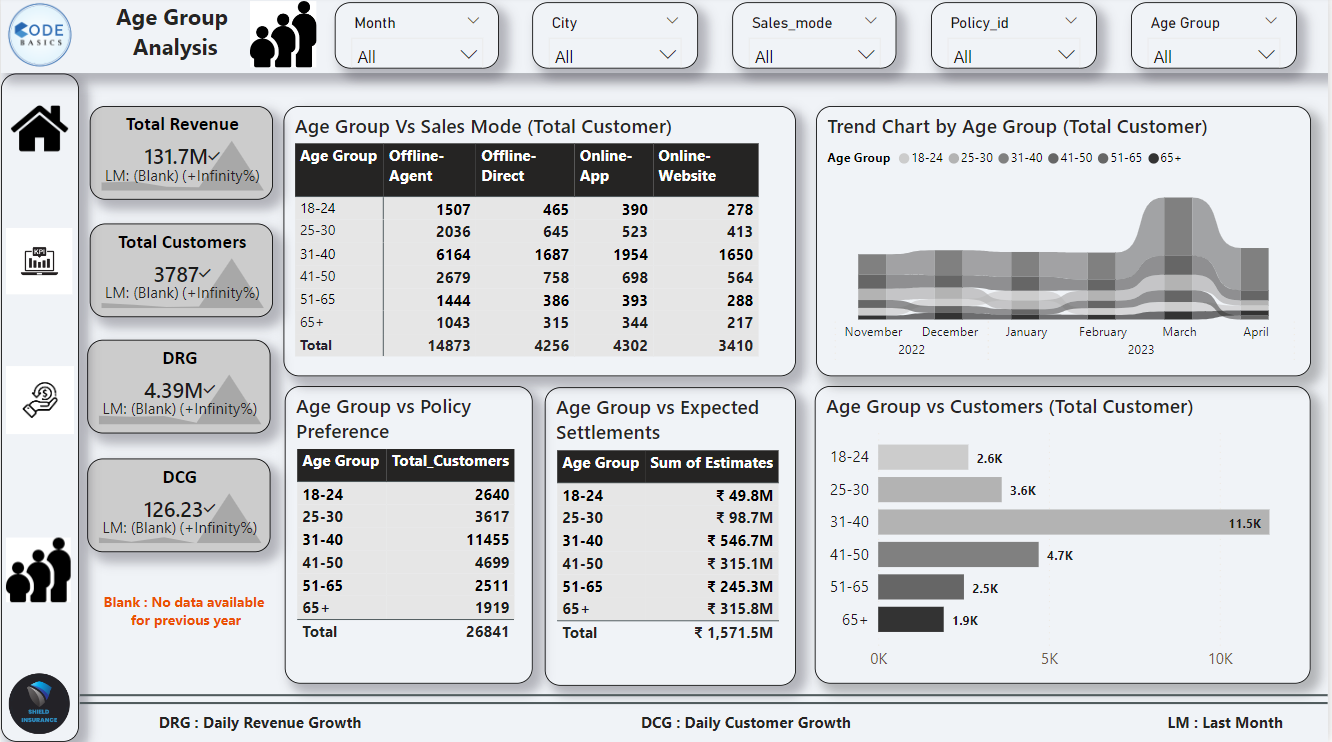 CODE
BASICS
Age Group
Analysis
Month
All
City
All
Sales_mode
All
Policy_id
All
Age Group
All
Total Revenue
131.7M
LM: (Blank) (+Infinity%)
Total Customers
3787
LM: (Blank) (+Infinity%)
DRG
4.39M
LM: (Blank) (+Infinity%)
DCG
126.23
LM: (Blank) (+Infinity%)
Blank : No data available
for previous year
KPI
SHIELD
INSURANCE
Age Group Vs Sales Mode (Total Customer)
Age Group Offline-Agent Offline-Direct Online-App Online-Website
18-24 1507 465 390 278
25-30 2036 645 523 413
31-40 6164 1687 1954 1650
41-50 2679 758 698 564
51-65 1444 386 393 288
65+ 1043 315 344 217
Total 14873 4256 4302 3410
Trend Chart by Age Group (Total Customer)
Age Group 18-24 25-30 31-40 41-50 51-65 65+
November December January February March April
2022 2023
Age Group vs Policy
Preference
Age Group Total_Customers
18-24 2640
25-30 3617
31-40 11455
41-50 4699
51-65 2511
65+ 1919
Total 26841
Age Group vs Expected
Settlements
Age Group Sum of Estimates
18-24 ₹ 49.8M
25-30 ₹ 98.7M
31-40 ₹ 546.7M
41-50 ₹ 315.1M
51-65 ₹ 245.3M
65+ ₹ 315.8M
Total ₹ 1,571.5M
Age Group vs Customers (Total Customer)
18-24 2.6K
25-30 3.6K
31-40 11.5K
41-50 4.7K
51-65 2.5K
65+ 1.9K
0K 5K 10K
DRG : Daily Revenue Growth
DCG : Daily Customer Growth
LM : Last Month